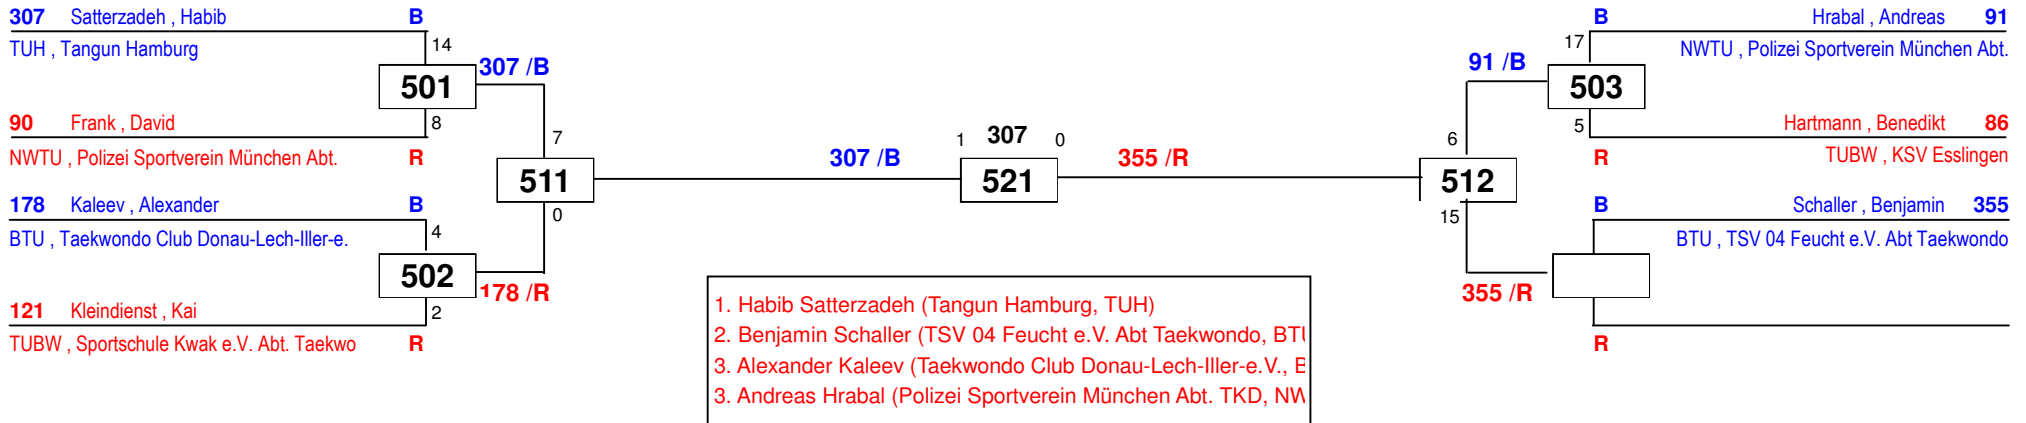 307 Satterzadeh , Habib B
TUH , Tangun Hamburg
14
501
307 /B
8
90 Frank , David
NWTU , Polizei Sportverein München Abt. R
7
511
0
178 Kaleev , Alexander B
BTU , Taekwondo Club Donau-Lech-Iller-e.
4
502
178 /R
2
121 Kleindienst , Kai
TUBW , Sportschule Kwak e.V. Abt. Taekwo R
307 /B
1 307 0
521
355 /R
B Hrabal , Andreas 91
17
NWTU , Polizei Sportverein München Abt.
91 /B
503
5
Hartmann , Benedikt 86
R TUBW , KSV Esslingen
6
512
15
B Schaller , Benjamin 355
BTU , TSV 04 Feucht e.V. Abt Taekwondo
355 /R
R
1. Habib Satterzadeh (Tangun Hamburg, TUH)
2. Benjamin Schaller (TSV 04 Feucht e.V. Abt Taekwondo, BTU
3. Alexander Kaleev (Taekwondo Club Donau-Lech-Iller-e.V., B
3. Andreas Hrabal (Polizei Sportverein München Abt. TKD, NW